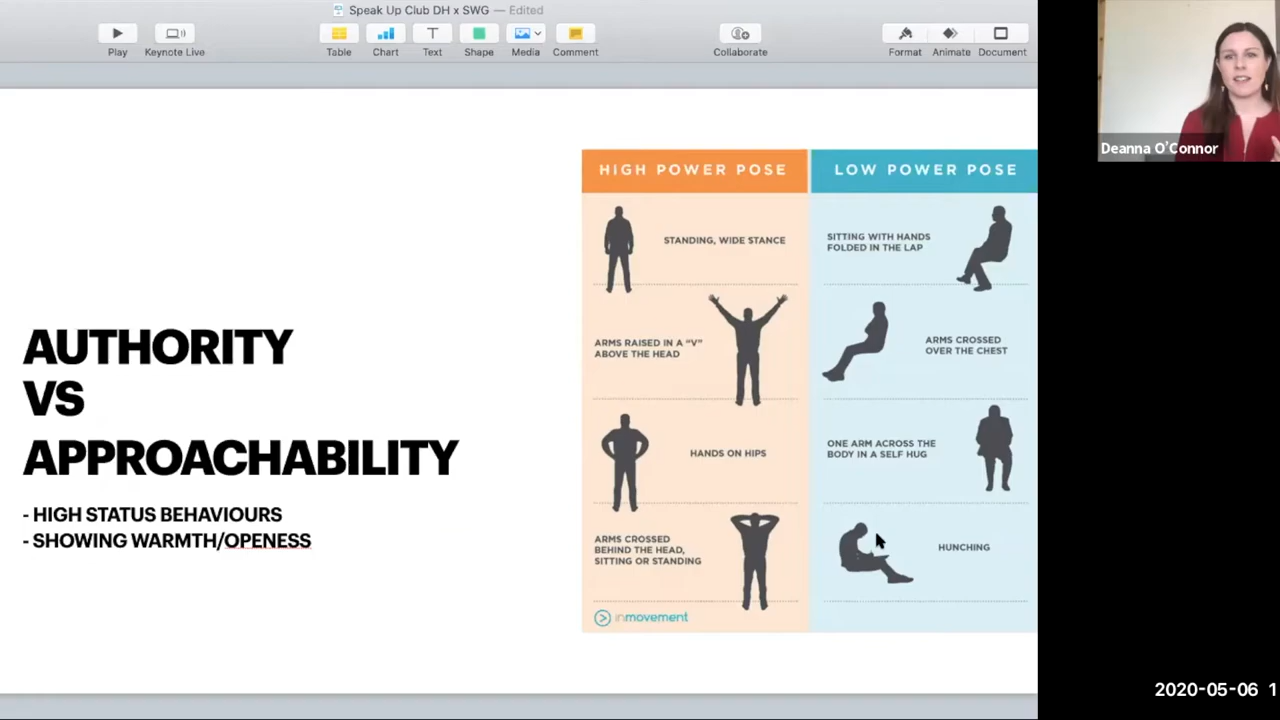 Speak Up Club DH x SWG — Edited
Play
Keynote Live
Table
Chart
Text
Shape
Media
Comment
Collaborate
Format
Animate
Document
AUTHORITY
VS
APPROACHABILITY
- HIGH STATUS BEHAVIOURS
- SHOWING WARMTH/OPENESS
HIGH POWER POSE
STANDING, WIDE STANCE
ARMS RAISED IN A “V”
ABOVE THE HEAD
HANDS ON HIPS
ARMS CROSSED
BEHIND THE HEAD,
SITTING OR STANDING
inmovement
LOW POWER POSE
SITTING WITH HANDS
FOLDED IN THE LAP
ARMS CROSSED
OVER THE CHEST
ONE ARM ACROSS THE
BODY IN A SELF HUG
HUNCHING
Deanna O'Connor
2020-05-06 1